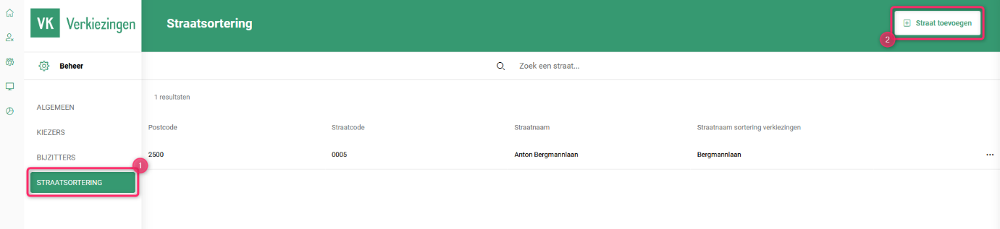 VK Verkiezingen
Straatsortering
Straat toevoegen
2
Beheer
Zoek een straat...
1 resultaten
ALGEMEEN
KIEZERS
BIJZITTERS
1
STRAATSORTERING
Postcode Straatcode Straatnaam Straatnaam sortering verkiezingen
2500 0005 Anton Bergmannlaan Bergmannlaan ...